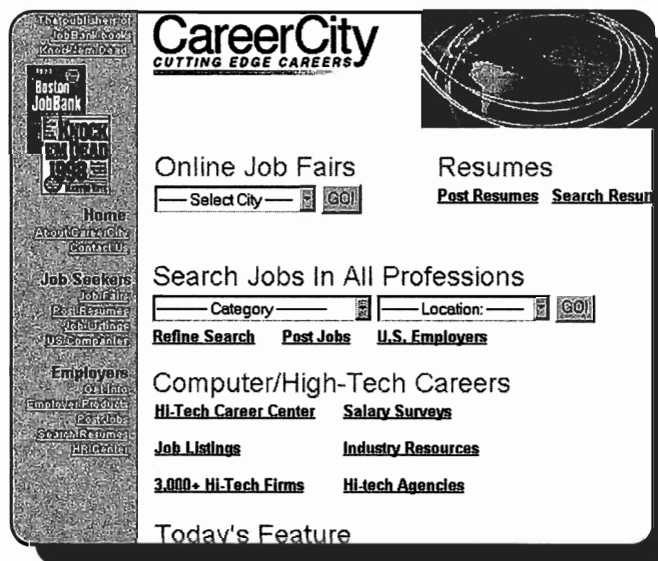 The publishers of
JobBank books
Knock 'em Dead
Boston
JobBank
KNOCK
EM DEAD
1998
Home
About CareerCity
Contact Us
Job Seekers
Job Fairs
Post Resumes
Job Listings
US Companies
Employers
Get Info
Employer Products
Post Jobs
Search Resumes
HR Center
CareerCity
CUTTING EDGE CAREERS
Online Job Fairs
Select City GO!
Resumes
Post Resumes Search Resum
Search Jobs In All Professions
Category Location: GO!
Refine Search Post Jobs U.S. Employers
Computer/High-Tech Careers
Hi-Tech Career Center Salary Surveys
Job Listings Industry Resources
3,000+ Hi-Tech Firms Hi-tech Agencies
Today's Feature